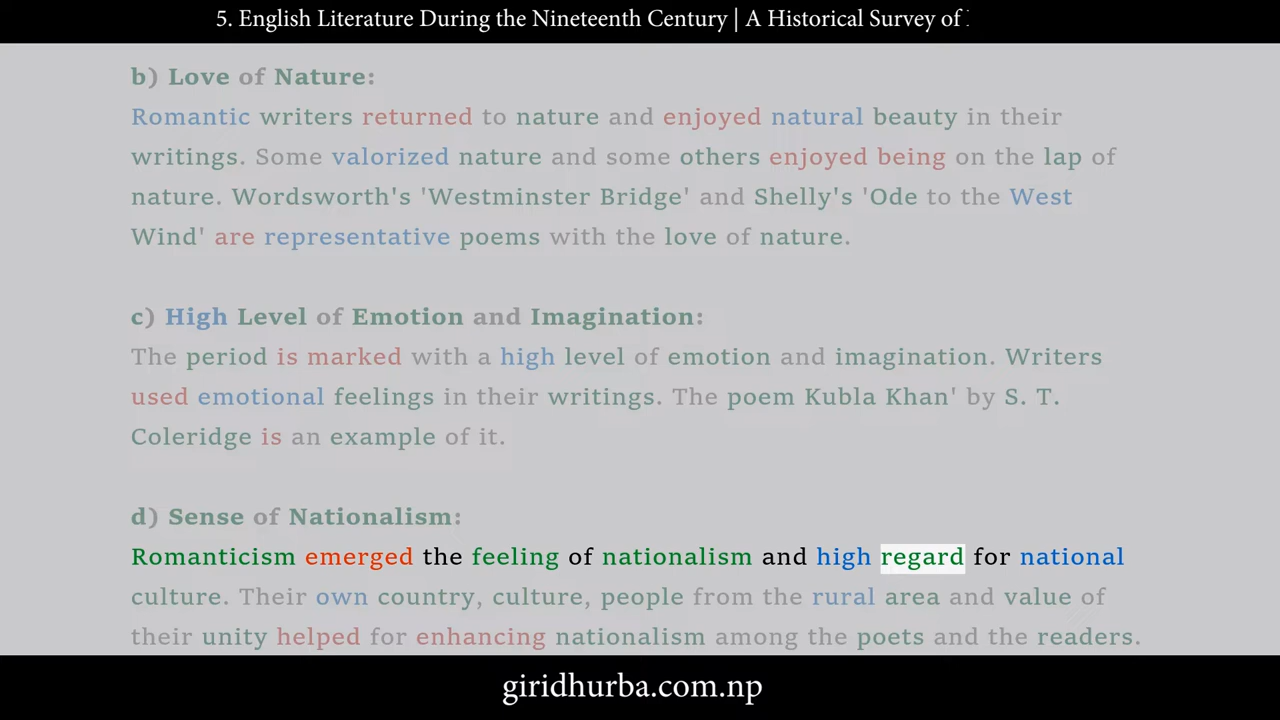 5. English Literature During the Nineteenth Century | A Historical Survey of
b) Love of Nature:
Romantic writers returned to nature and enjoyed natural beauty in their
writings. Some valorized nature and some others enjoyed being on the lap of
nature. Wordsworth's 'Westminster Bridge' and Shelly's 'Ode to the West
Wind' are representative poems with the love of nature.
c) High Level of Emotion and Imagination:
The period is marked with a high level of emotion and imagination. Writers
used emotional feelings in their writings. The poem Kubla Khan' by S. T.
Coleridge is an example of it.
d) Sense of Nationalism:
Romanticism emerged the feeling of nationalism and high regard for national
culture. Their own country, culture, people from the rural area and value of
their unity helped for enhancing nationalism among the poets and the readers.
giridhurba.com.np